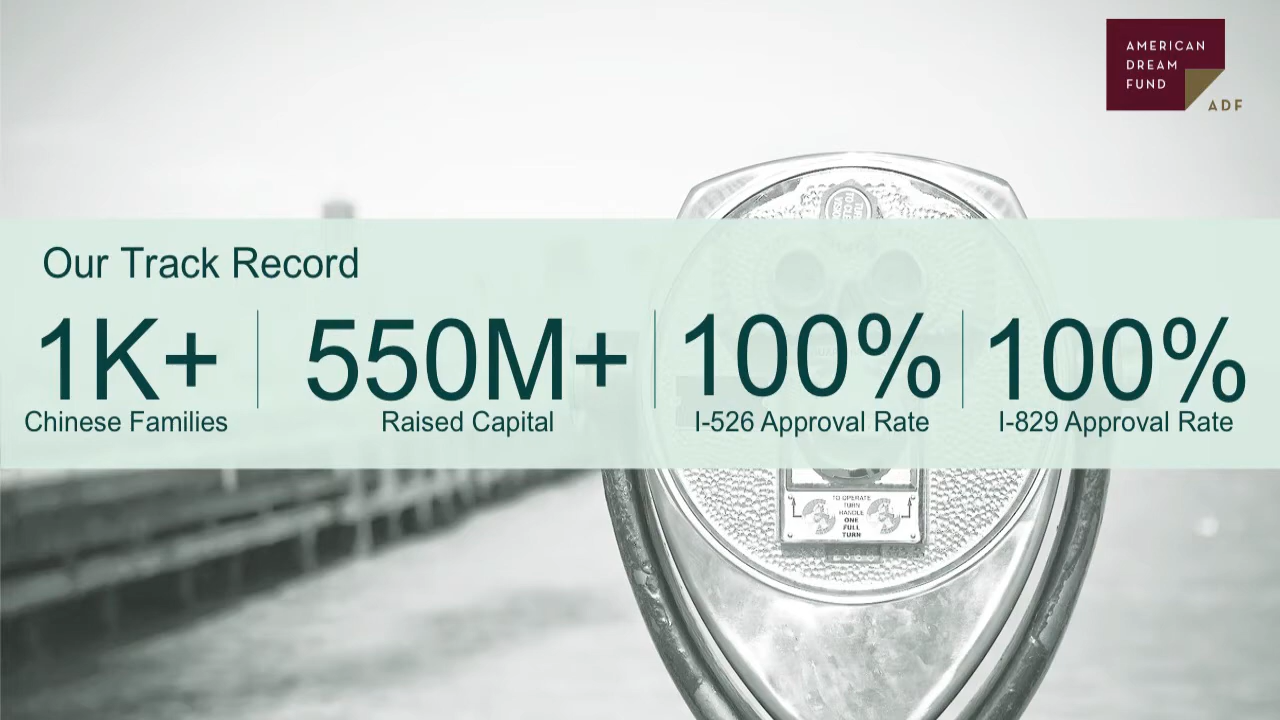 AMERICAN
DREAM
FUND
ADF
Our Track Record
1K+
Chinese Families
550M+
Raised Capital
100%
I-526 Approval Rate
100%
I-829 Approval Rate
TO OPERATE
TURN
HANDLE
ONE
FULL
TURN